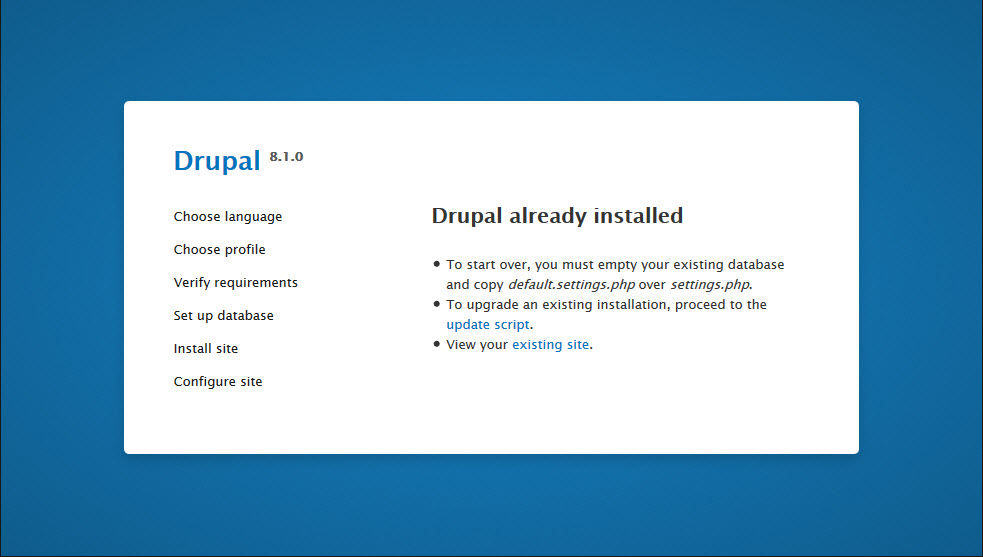 Drupal 8.1.0
Choose language
Choose profile
Verify requirements
Set up database
Install site
Configure site
Drupal already installed
• To start over, you must empty your existing database
and copy default.settings.php over settings.php.
• To upgrade an existing installation, proceed to the
update script.
• View your existing site.